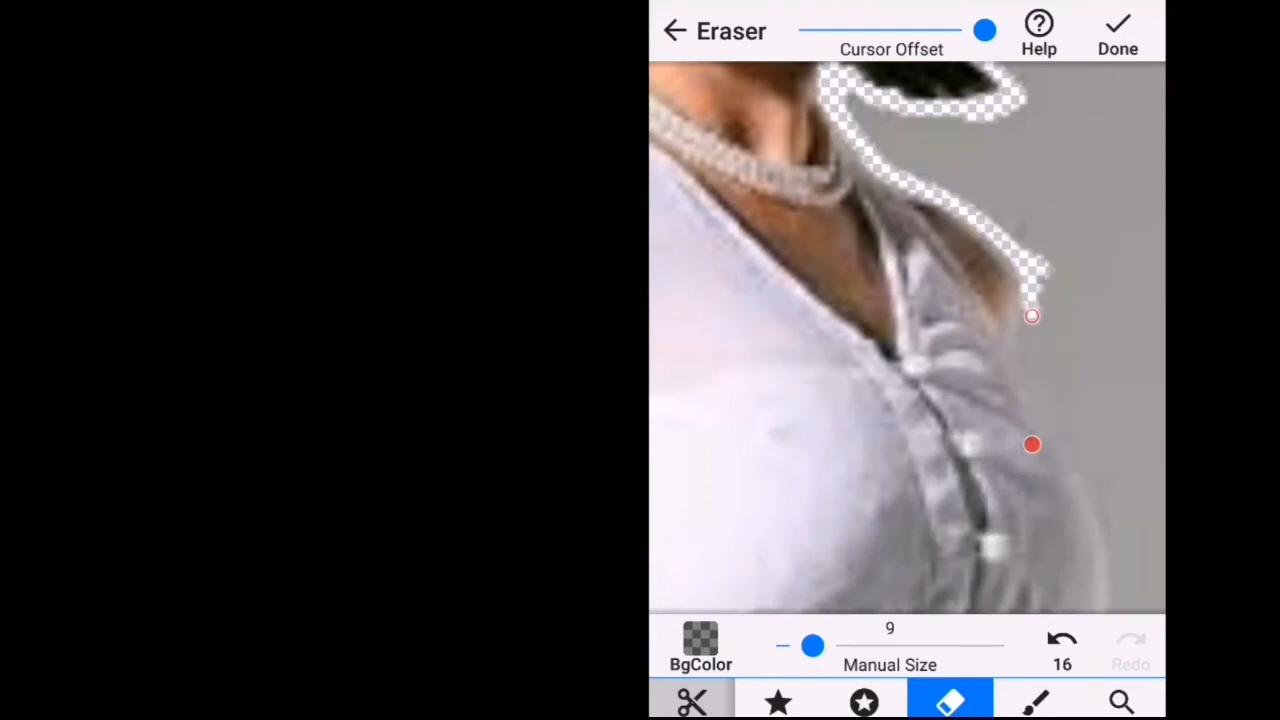 Eraser
Cursor Offset
Help
Done
9
BgColor
Manual Size
16
Redo